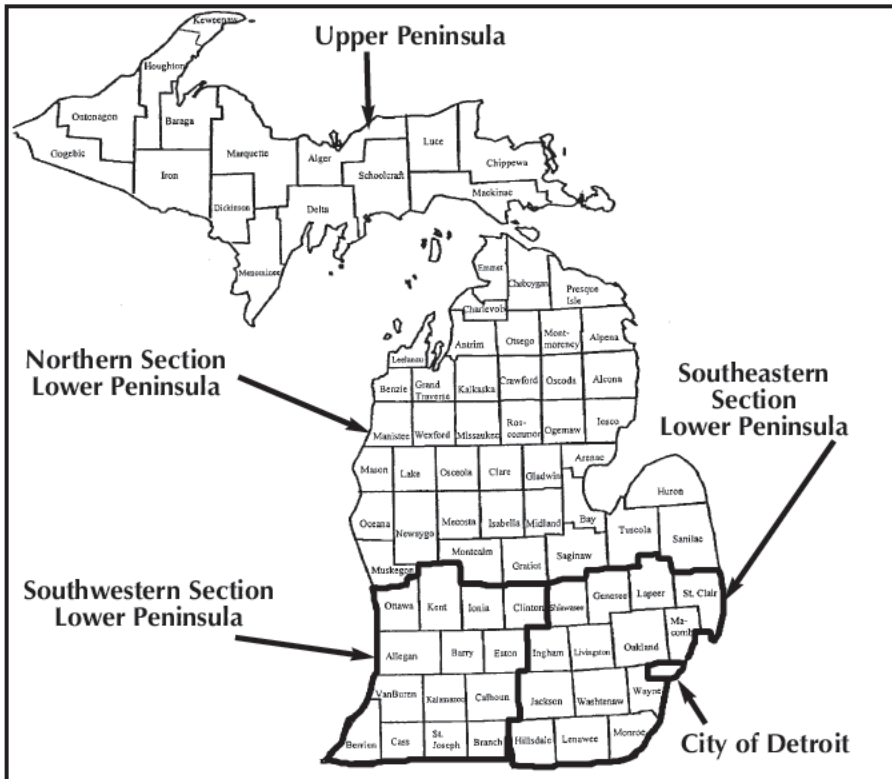 Keweenaw
Upper Peninsula
Houghton
Ontonagon
Baraga
Gogebic
Marquette
Alger
Luce
Chippewa
Iron
Schoolcraft
Mackinac
Dickinson
Delta
Menominee
Emmet
Cheboygan
Presque
Isle
Charlevoix
Antrim
Otsego
Mont-
morency
Alpena
Northern Section
Lower Peninsula
Leelanau
Benzie
Grand
Traverse
Kalkaska
Crawford
Oscoda
Alcona
Southeastern
Section
Lower Peninsula
Manistee
Wexford
Missaukee
Ros-
common
Ogemaw
Iosco
Mason
Lake
Osceola
Clare
Gladwin
Arenac
Huron
Oceana
Newaygo
Mecosta
Isabella
Midland
Bay
Tuscola
Sanilac
Muskegon
Montcalm
Gratiot
Saginaw
Southwestern Section
Lower Peninsula
Ottawa
Kent
Ionia
Clinton
Shiawasee
Genesee
Lapeer
St. Clair
Allegan
Barry
Eaton
Ingham
Livingston
Oakland
Ma-
comb
VanBuren
Kalamazoo
Calhoun
Jackson
Washtenaw
Wayne
Berrien
Cass
St.
Joseph
Branch
Hillsdale
Lenawee
Monroe
City of Detroit